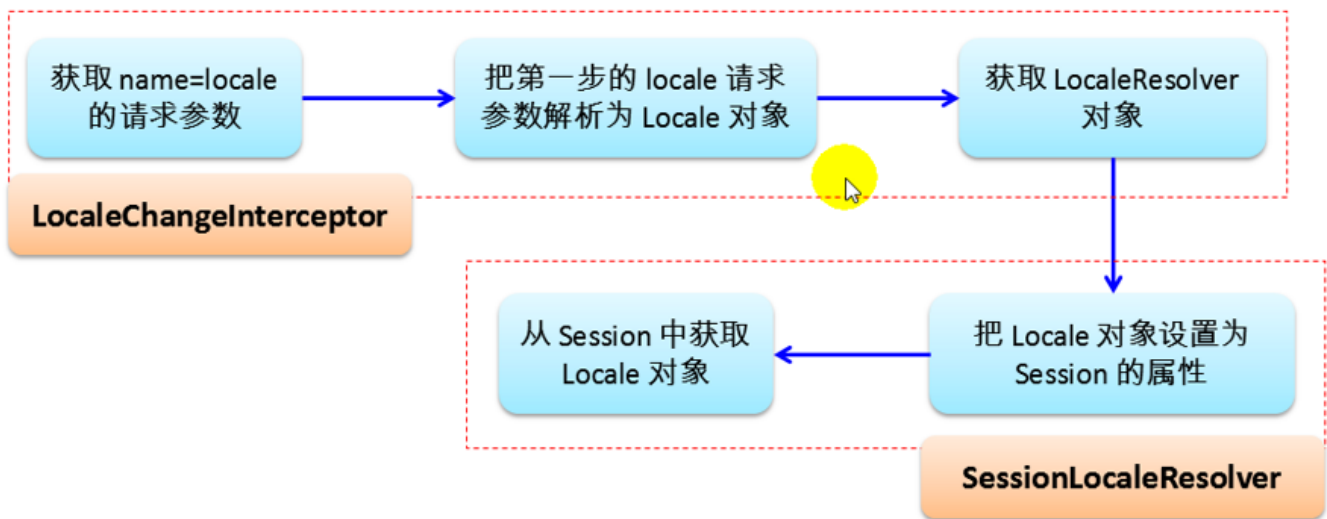 获取 name=locale
的请求参数
把第一步的 locale 请求
参数解析为 Locale 对象
获取 LocaleResolver
对象
LocaleChangeInterceptor
从 Session 中获取
Locale 对象
把 Locale 对象设置为
Session 的属性
SessionLocaleResolver